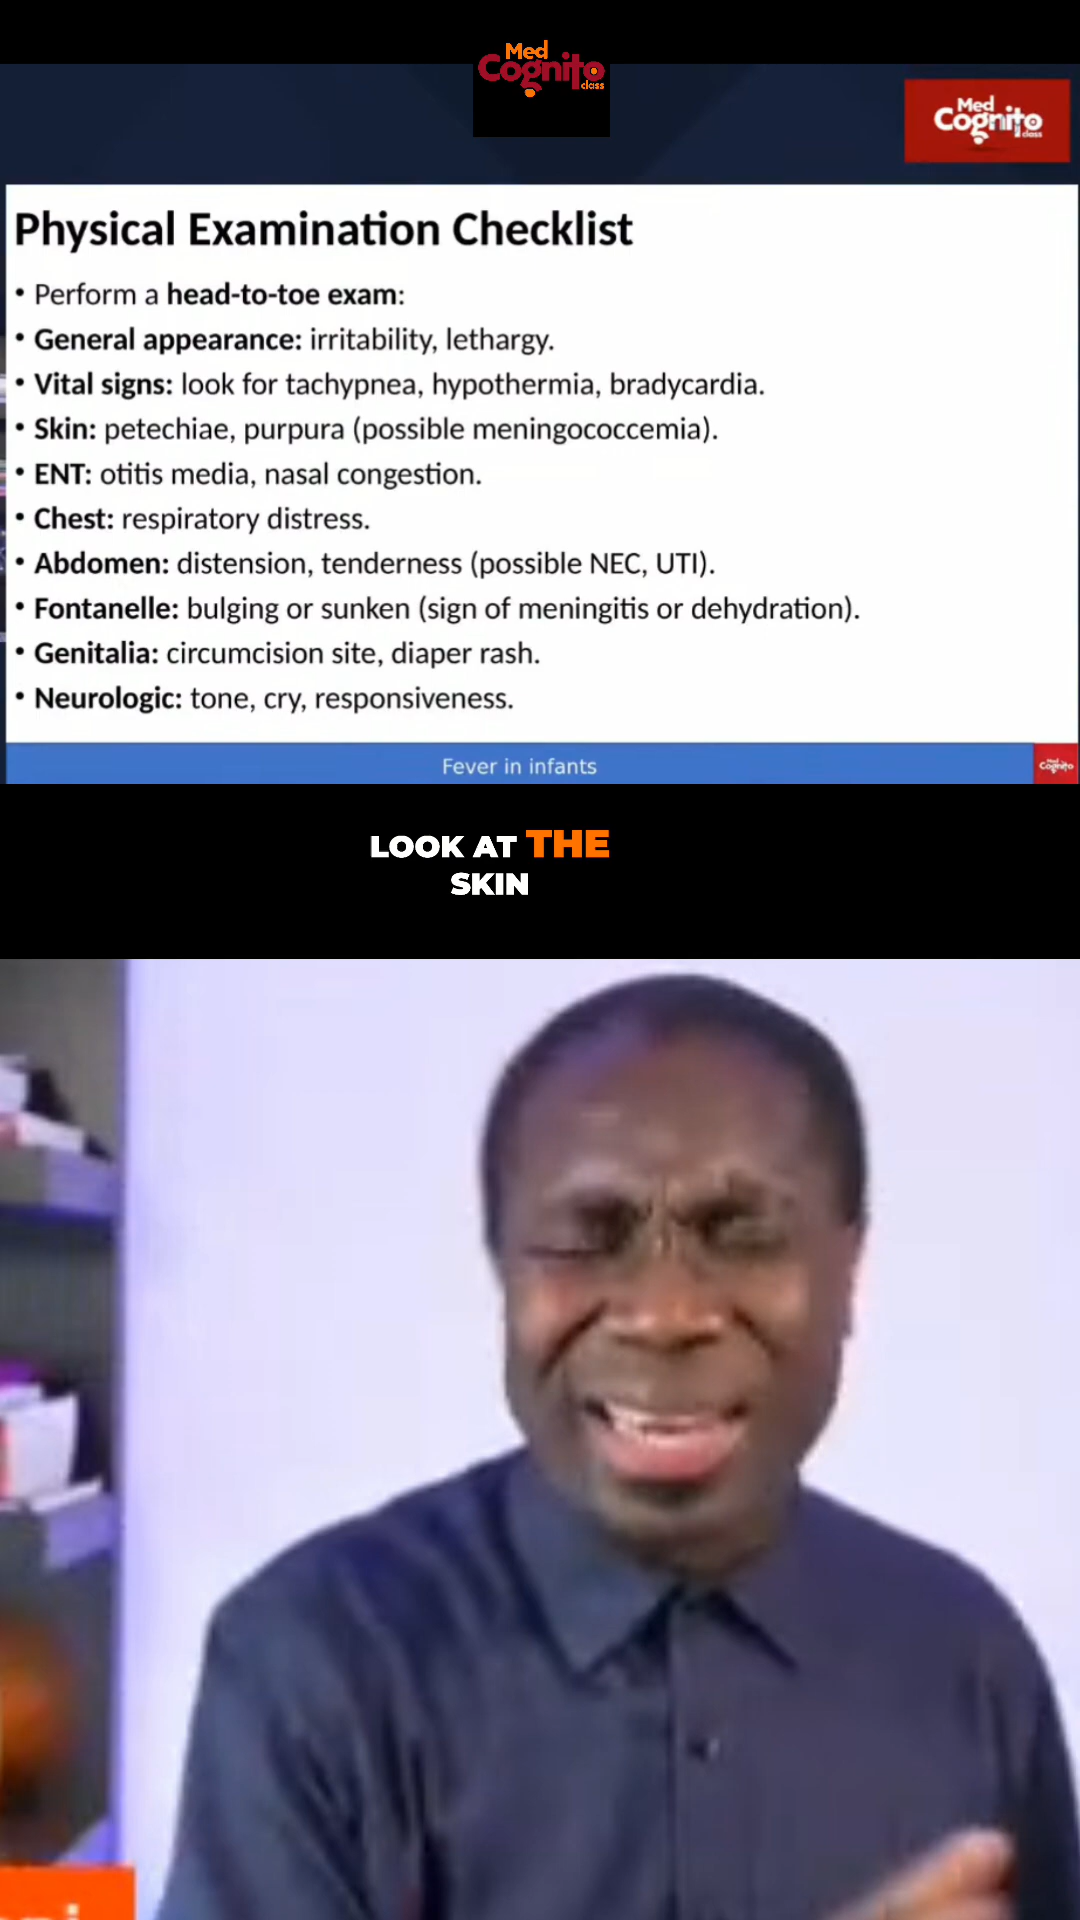 Med
Cognito
class
Med
Cognito
class
Physical Examination Checklist
• Perform a head-to-toe exam:
• General appearance: irritability, lethargy.
• Vital signs: look for tachypnea, hypothermia, bradycardia.
• Skin: petechiae, purpura (possible meningococcemia).
• ENT: otitis media, nasal congestion.
• Chest: respiratory distress.
• Abdomen: distension, tenderness (possible NEC, UTI).
• Fontanelle: bulging or sunken (sign of meningitis or dehydration).
• Genitalia: circumcision site, diaper rash.
• Neurologic: tone, cry, responsiveness.
Fever in infants
Med
Cognito
LOOK AT THE
SKIN